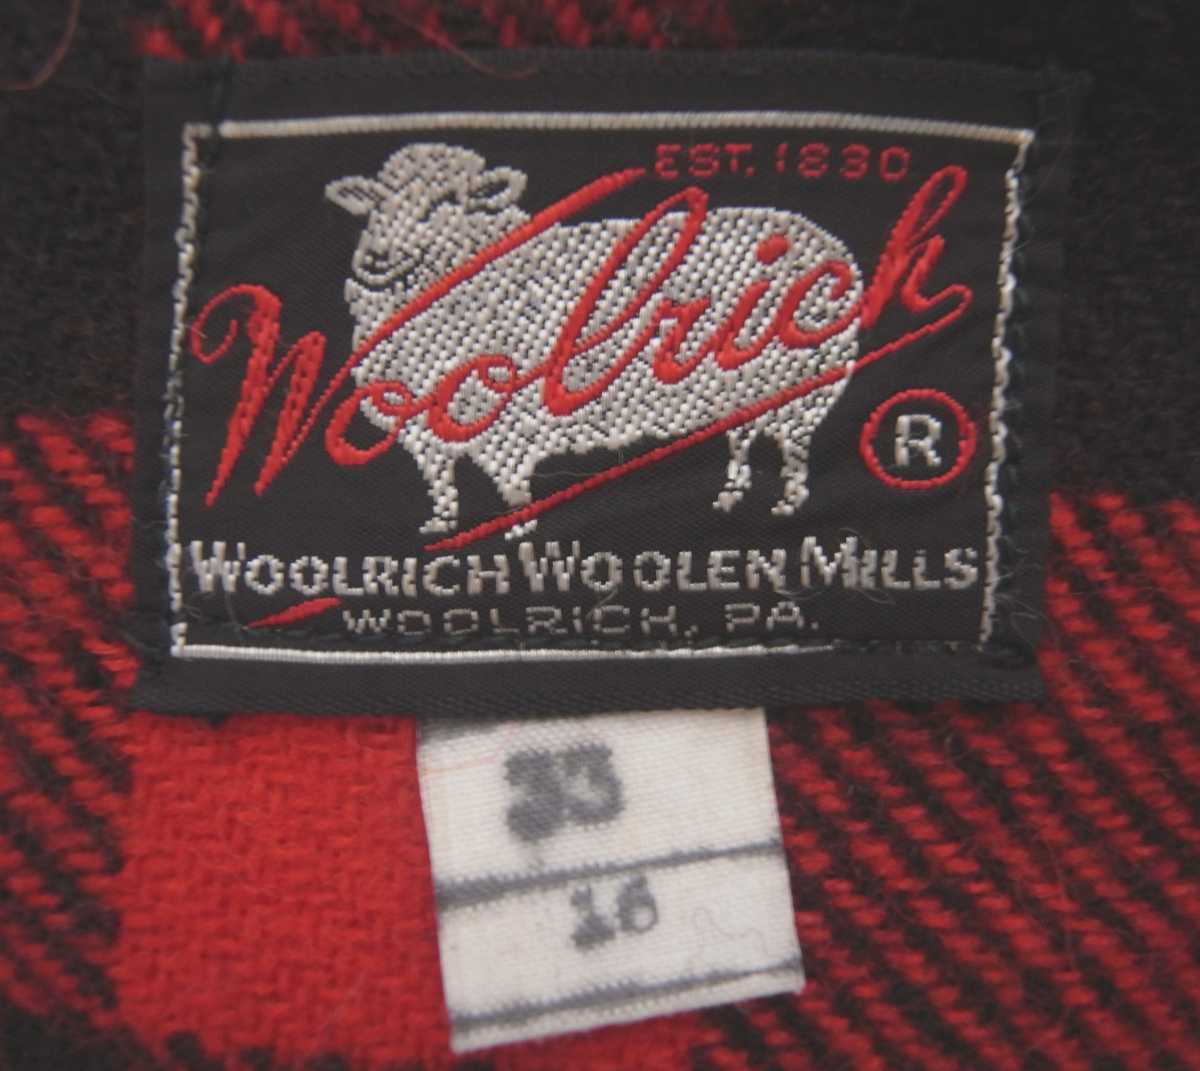 EST. 1830
Woolrich
®
WOOLRICH WOOLEN MILLS
WOOLRICH, PA.
33
16